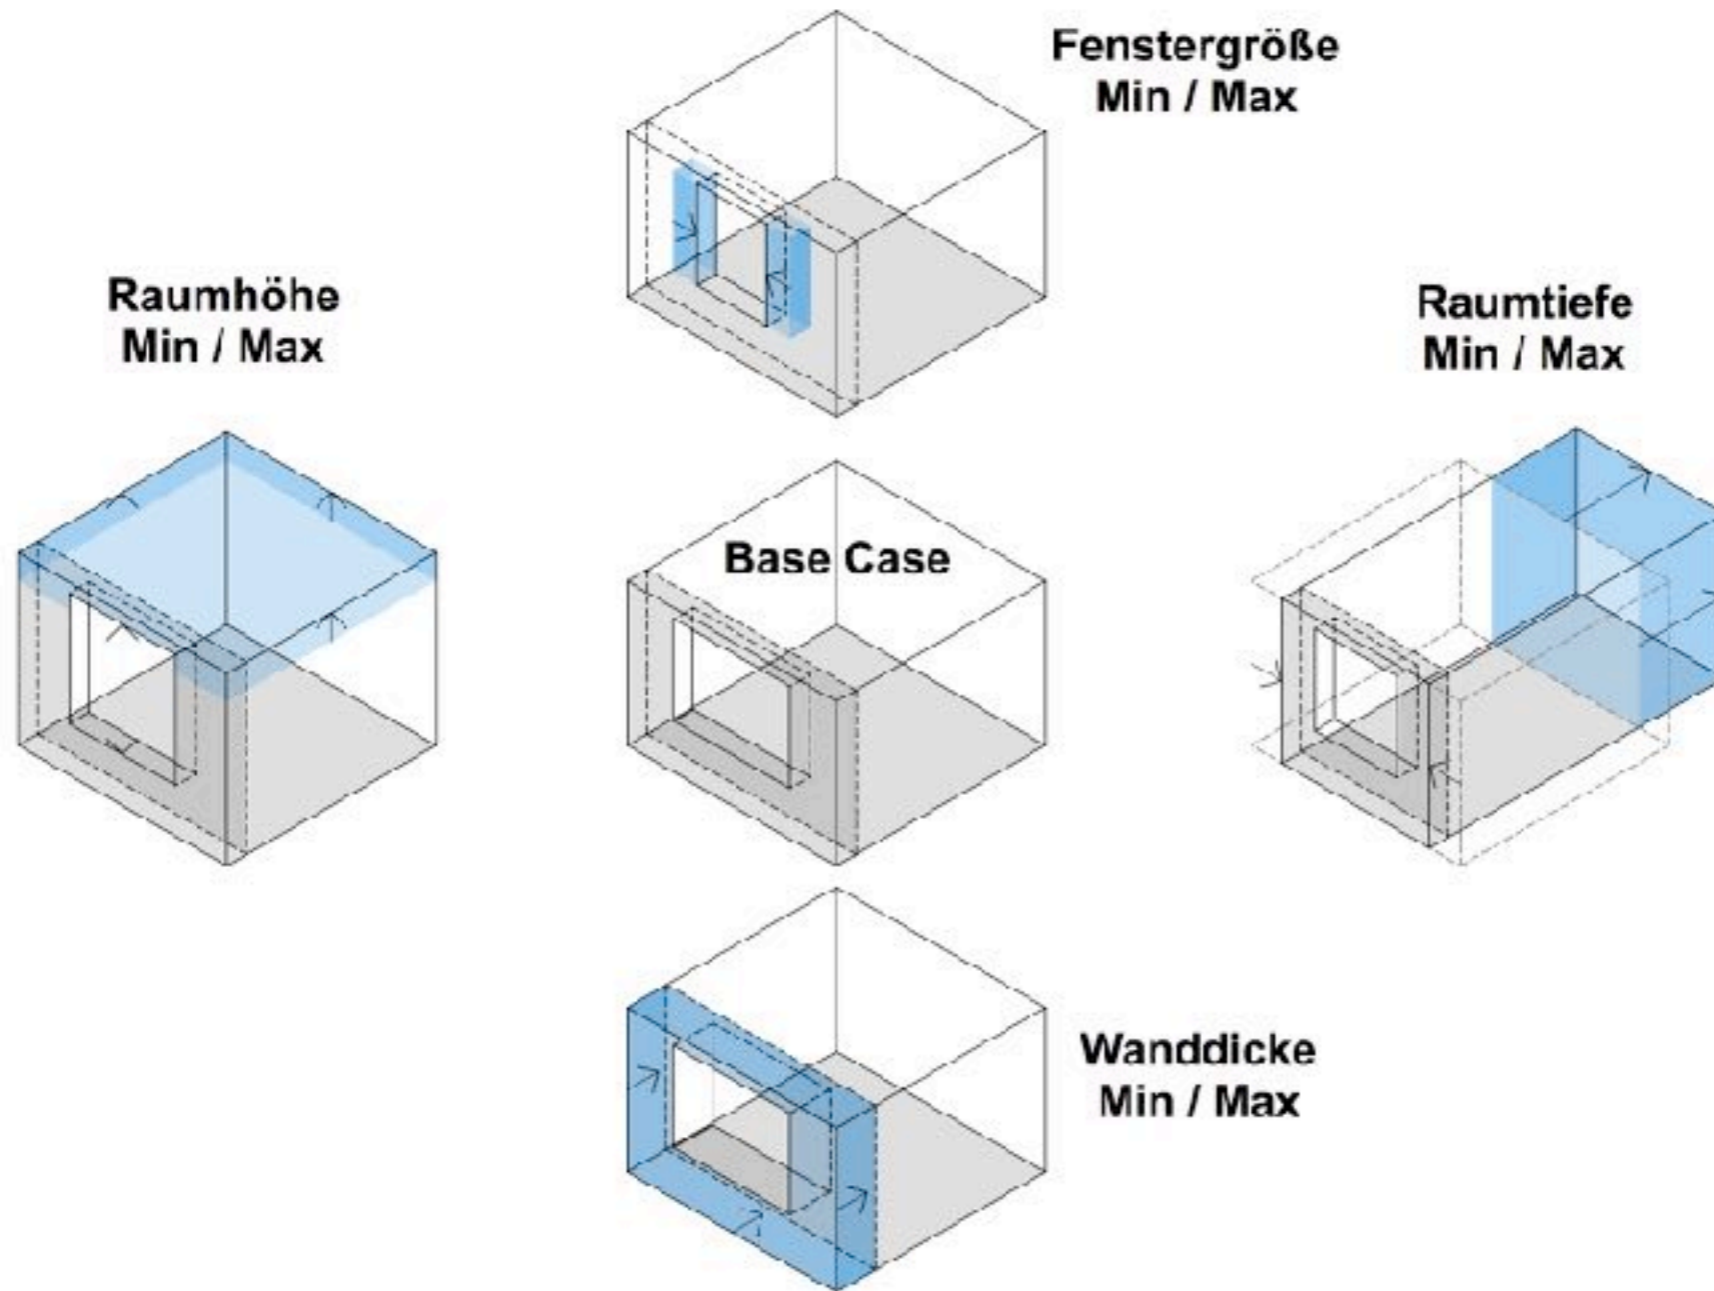 Fenstergröße
Min / Max
Raumhöhe
Min / Max
Raumtiefe
Min / Max
Base Case
Wanddicke
Min / Max